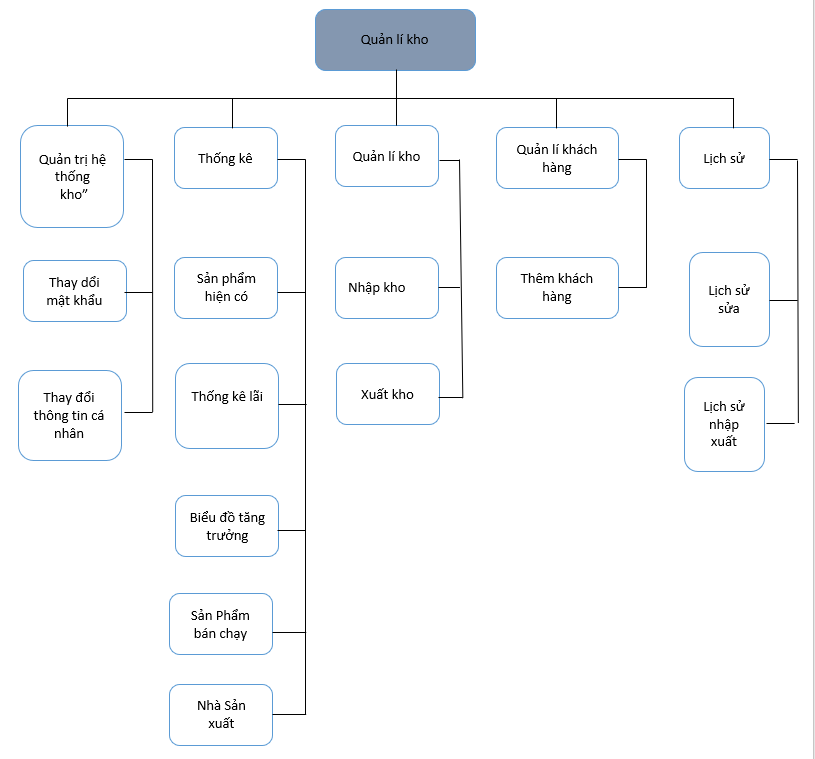 Quản lí kho
Quản trị hệ
thống
kho”
Thống kê
Quản lí kho
Quản lí khách
hàng
Lịch sử
Thay dổi
mật khẩu
Sản phẩm
hiện có
Nhập kho
Thêm khách
hàng
Lịch sử
sửa
Thay đổi
thông tin cá
nhân
Thống kê lãi
Xuất kho
Lịch sử
nhập
xuất
Biểu đồ tăng
trưởng
Sản Phẩm
bán chạy
Nhà Sản
xuất